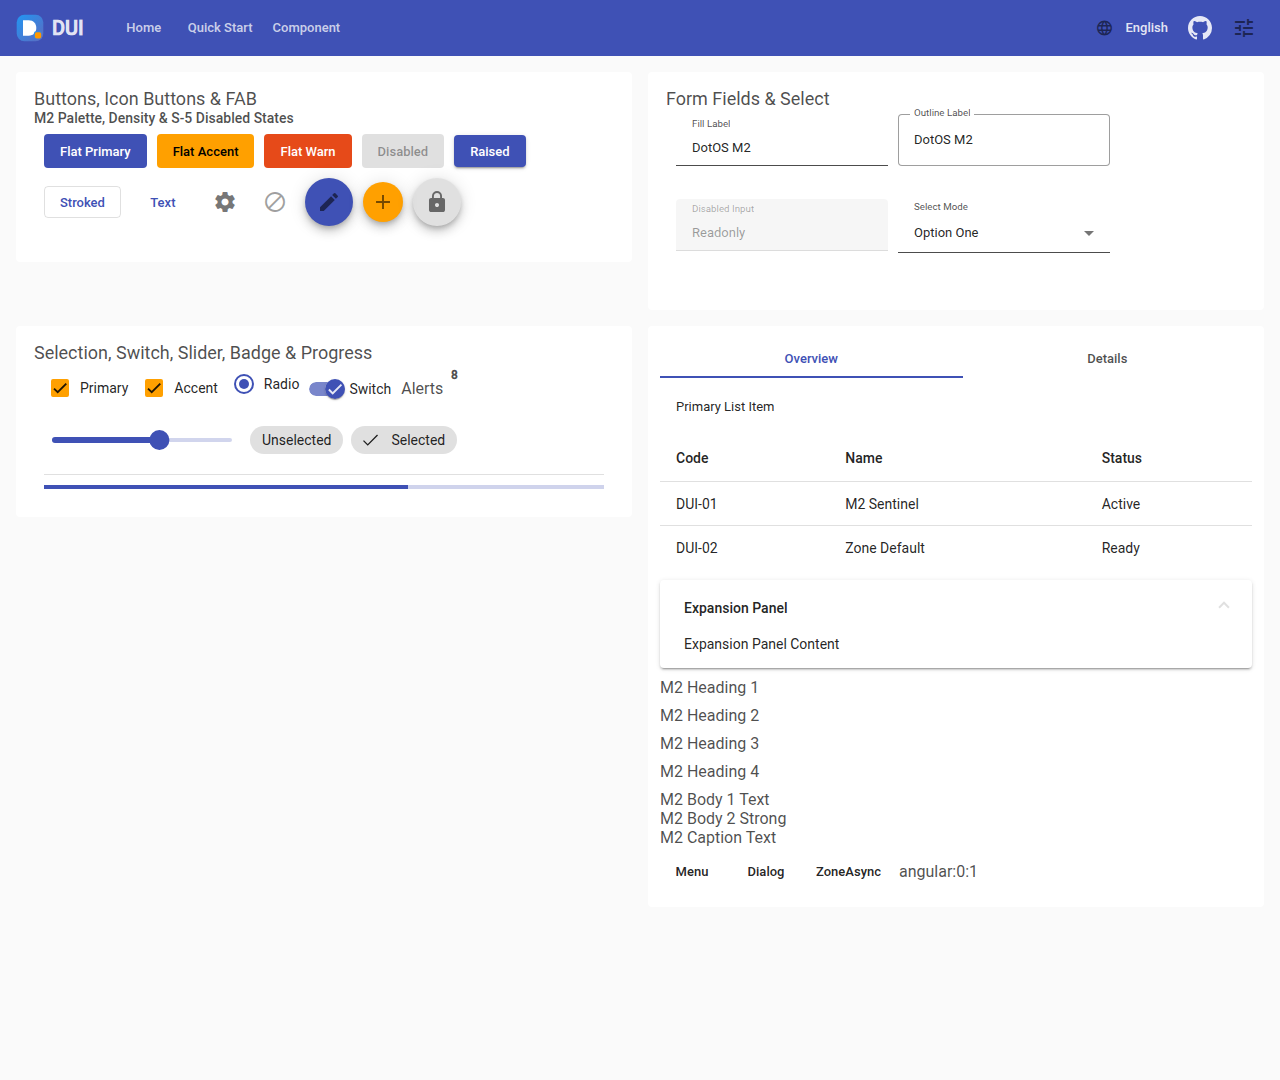 DUI Home Quick Start Component English
Buttons, Icon Buttons & FAB
M2 Palette, Density & S-5 Disabled States
Flat Primary Flat Accent Flat Warn Disabled Raised
Stroked Text
Form Fields & Select
Fill Label
DotOS M2
Outline Label
DotOS M2
Disabled Input
Readonly
Select Mode
Option One
Selection, Switch, Slider, Badge & Progress
Primary Accent Radio Switch Alerts 8
Unselected Selected
Overview Details
Primary List Item
Code Name Status
DUI-01 M2 Sentinel Active
DUI-02 Zone Default Ready
Expansion Panel
Expansion Panel Content
M2 Heading 1
M2 Heading 2
M2 Heading 3
M2 Heading 4
M2 Body 1 Text
M2 Body 2 Strong
M2 Caption Text
Menu Dialog ZoneAsync angular:0:1